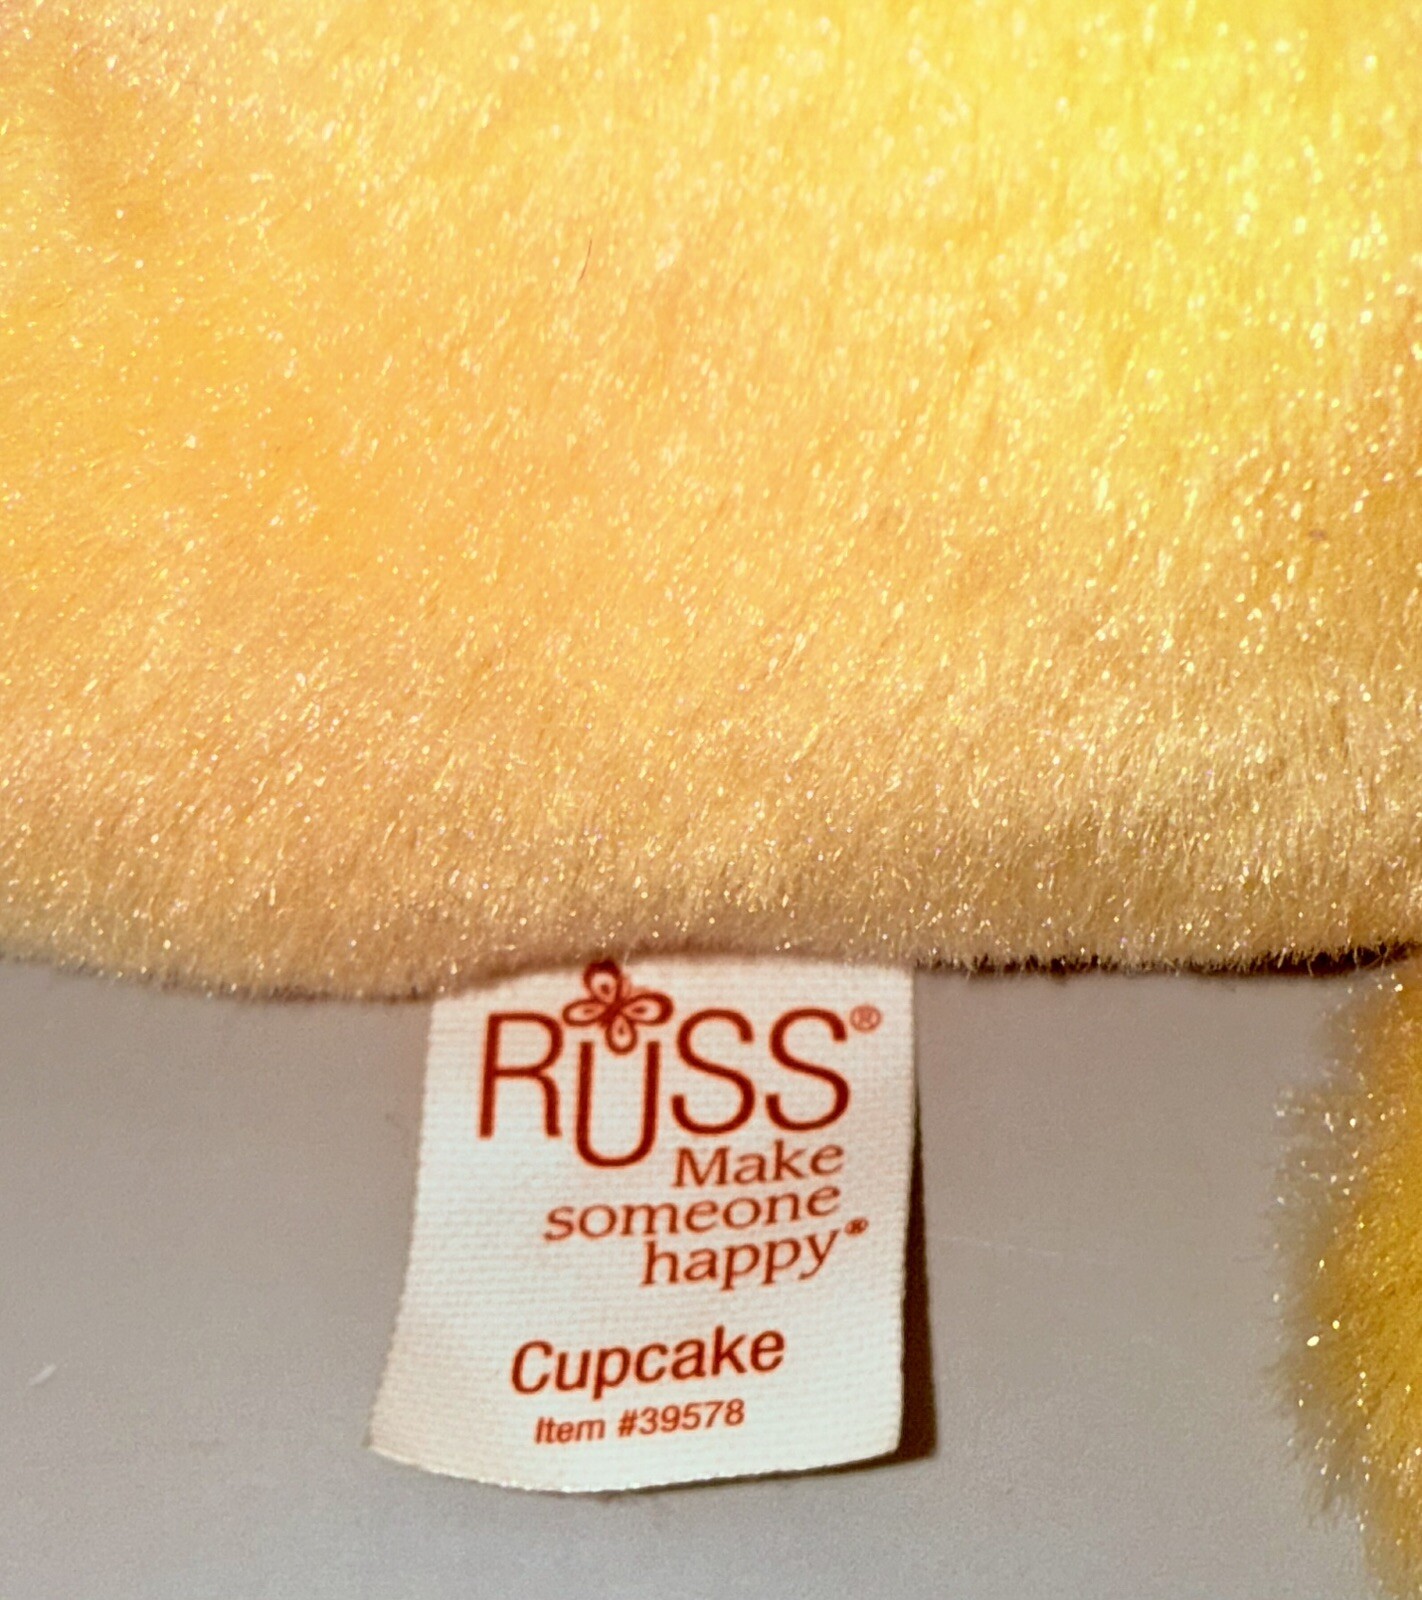 RUSS®
Make
someone
happy®
Cupcake
Item #39578